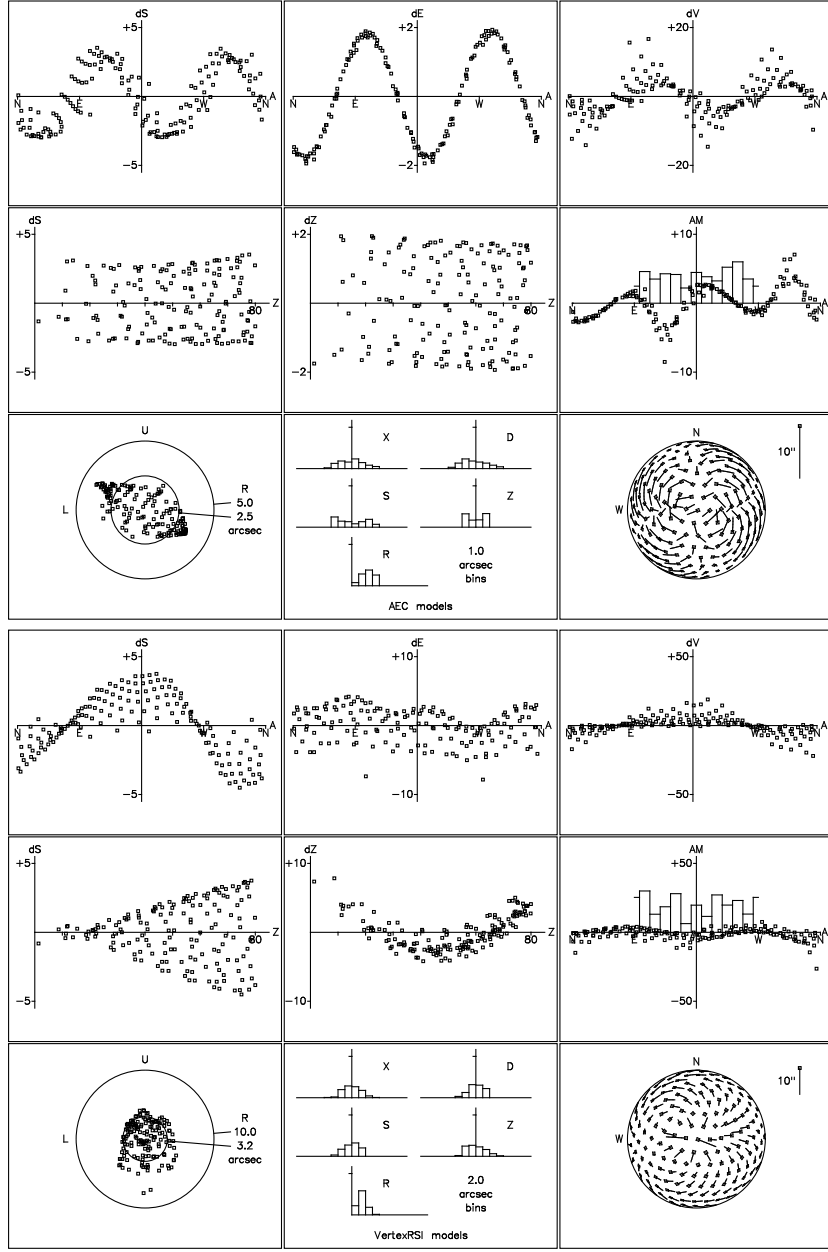 dS
+5
N E W N A
-5
dE
+2
N E W N A
-2
dV
+20
N E W N A
-20
dS
+5
Z
80
-5
dZ
+2
Z
80
-2
AM
+10
N E W N A
-10
U
L
R
5.0
2.5
arcsec
X D
S Z
R
1.0
arcsec
bins
AEC models
N
W
10"
dS
+5
N E W N A
-5
dE
+10
N E W N A
-10
dV
+50
N E W N A
-50
dS
+5
Z
80
-5
dZ
+10
Z
80
-10
AM
+50
N E W N A
-50
U
L
R
10.0
3.2
arcsec
X D
S Z
R
2.0
arcsec
bins
VertexRSI models
N
W
10"